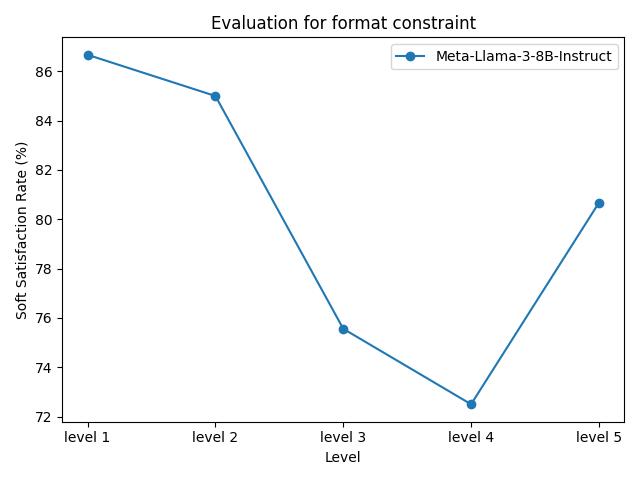 Evaluation for format constraint
Meta-Llama-3-8B-Instruct
Soft Satisfaction Rate (%)
86
84
82
80
78
76
74
72
level 1 level 2 level 3 level 4 level 5
Level